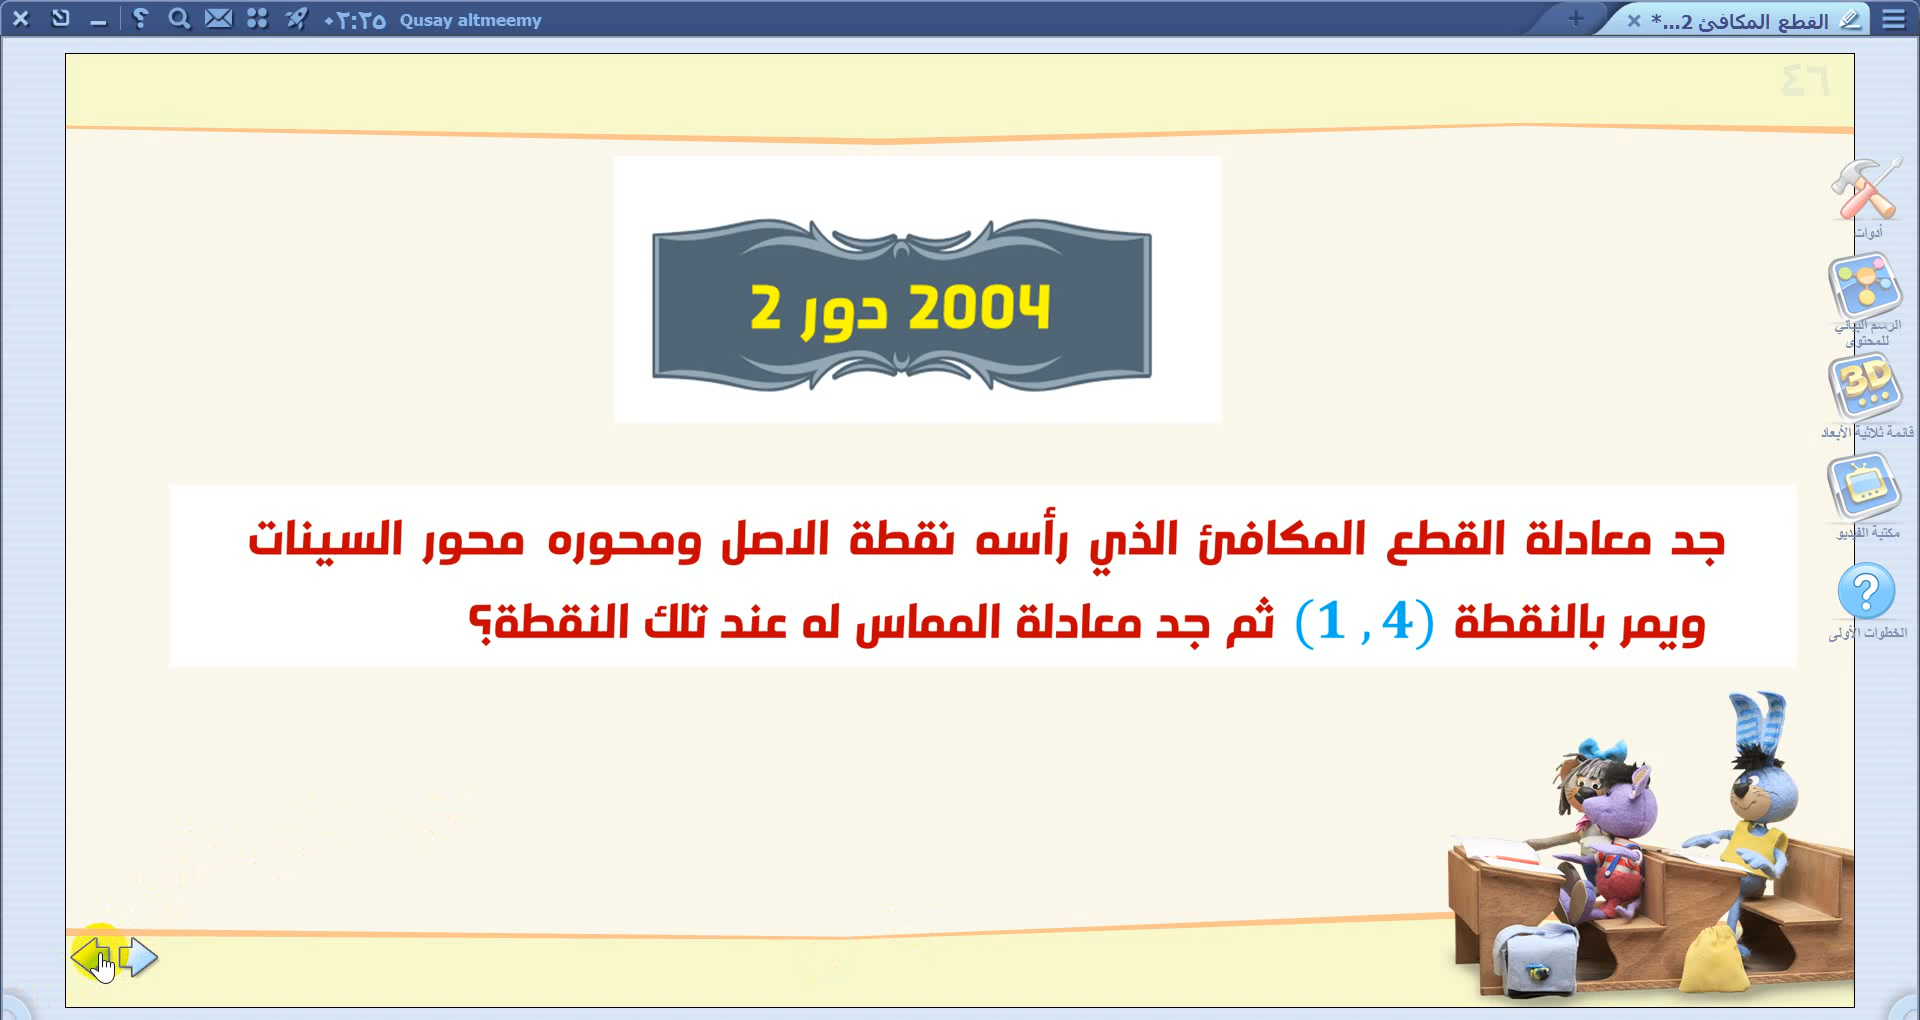 القطع المكافئ 2...*
٠٢:٢٥ Qusay altmeemy
٤٦
2004 دور 2
جد معادلة القطع المكافئ الذي رأسه نقطة الاصل ومحوره محور السينات
ويمر بالنقطة (1 , 4) ثم جد معادلة المماس له عند تلك النقطة؟
أدوات
الرسم البياني
للمحتوى
3D
قائمة ثلاثية الأبعاد
مكتبة الفيديو
الخطوات الأولى